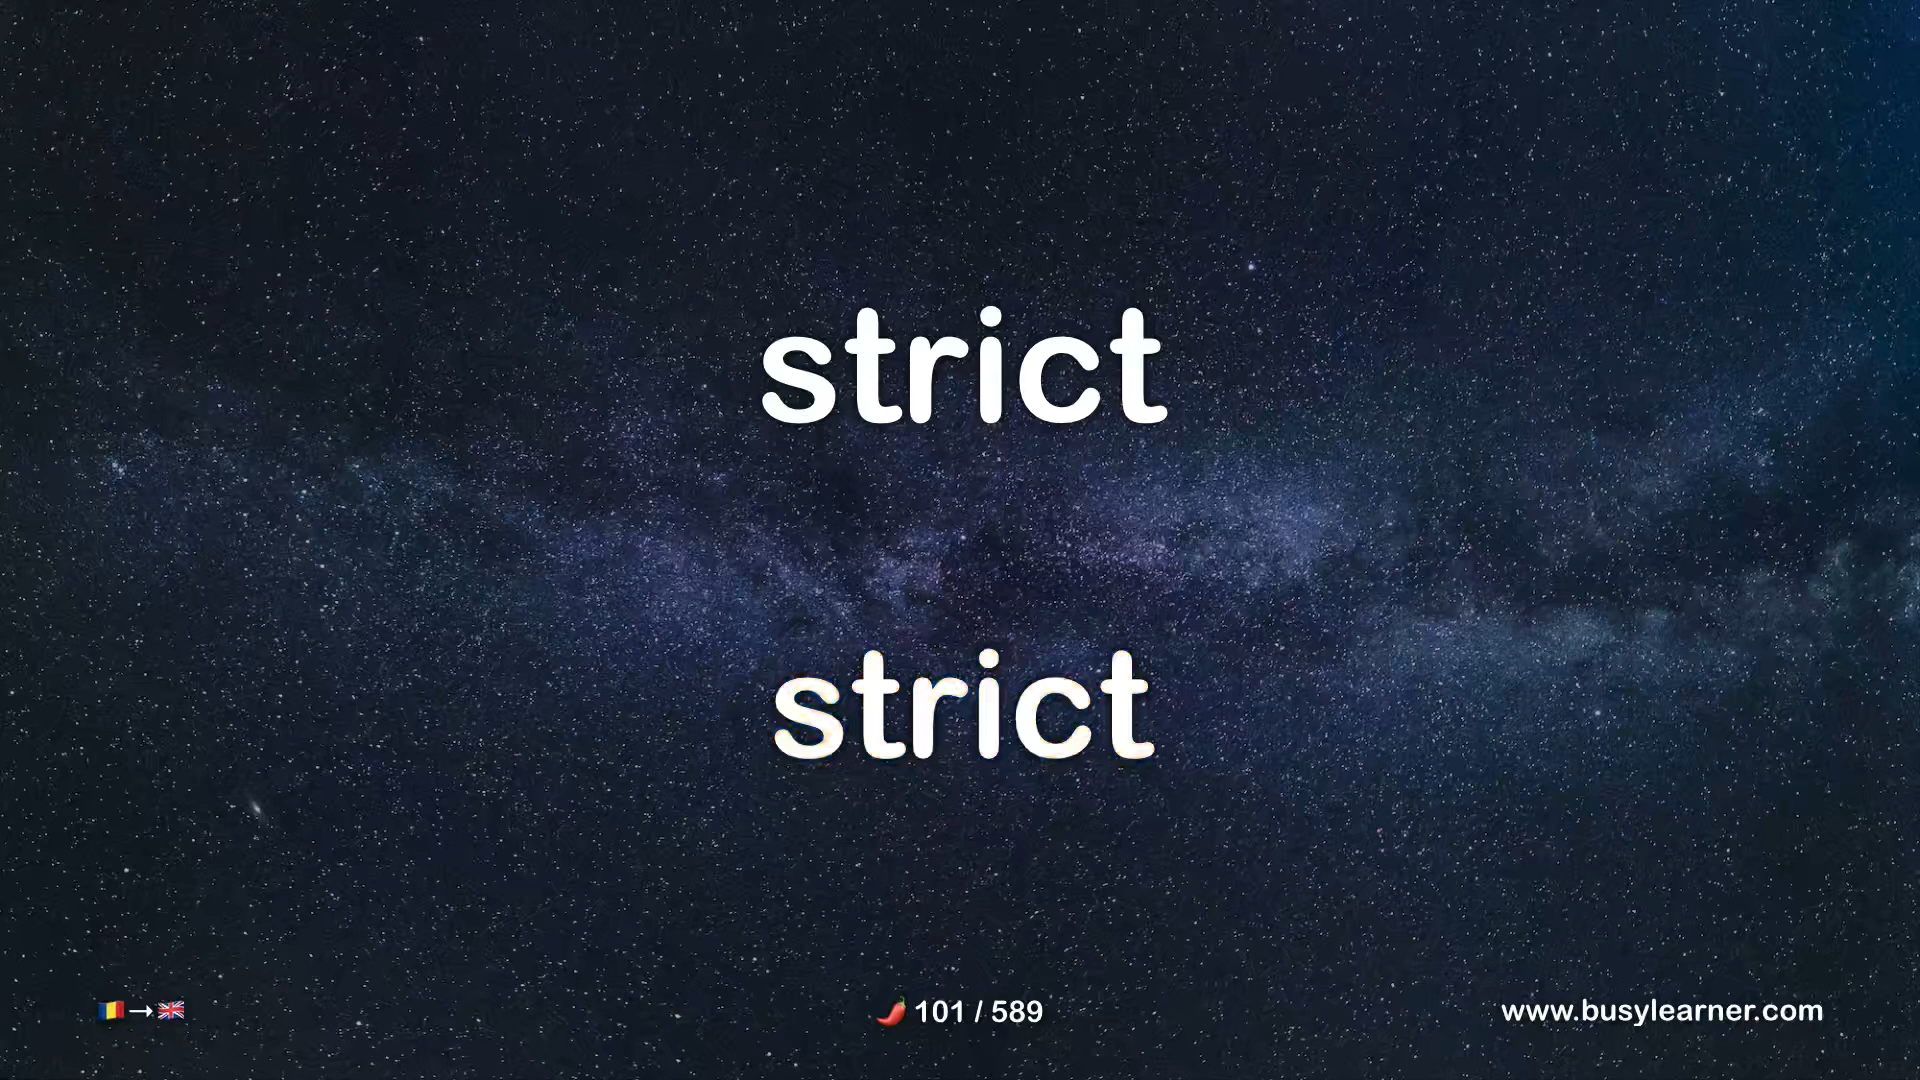 strict
strict
🇷🇴→🇬🇧
🌶️ 101 / 589
www.busylearner.com